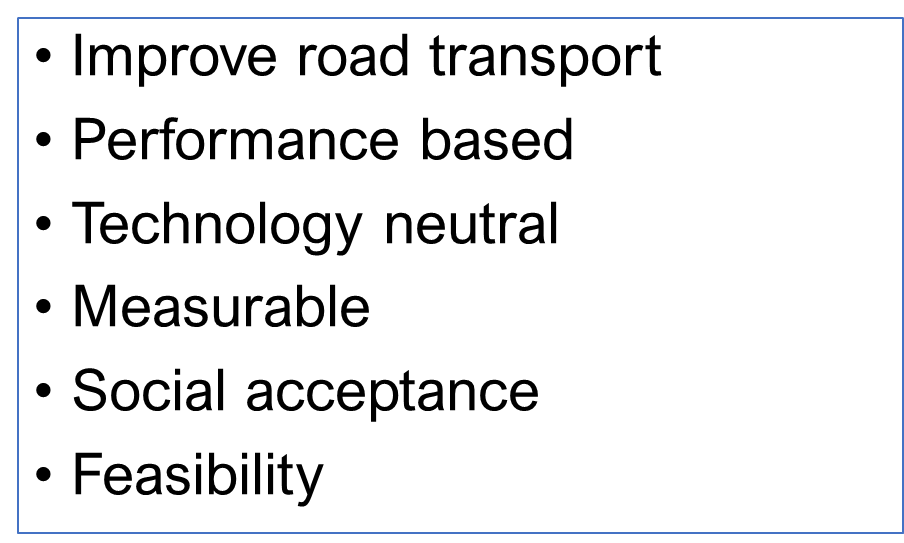 • Improve road transport
• Performance based
• Technology neutral
• Measurable
• Social acceptance
• Feasibility